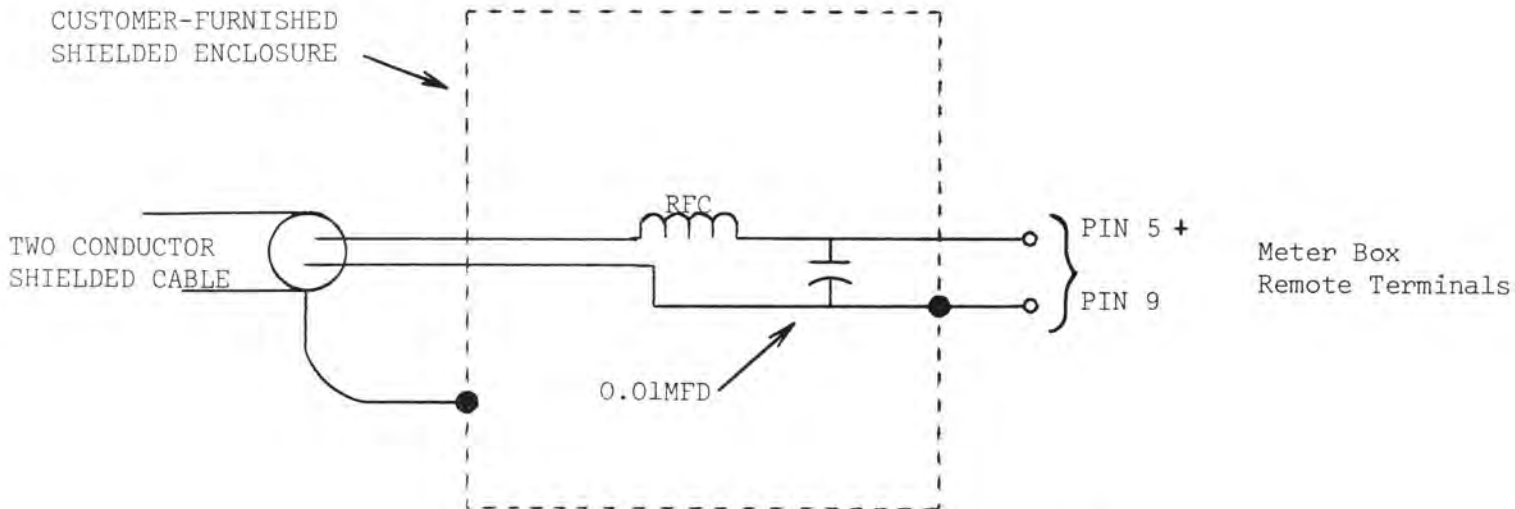 CUSTOMER-FURNISHED
SHIELDED ENCLOSURE
RFC
TWO CONDUCTOR
SHIELDED CABLE
PIN 5 +
PIN 9
Meter Box
Remote Terminals
0.01MFD